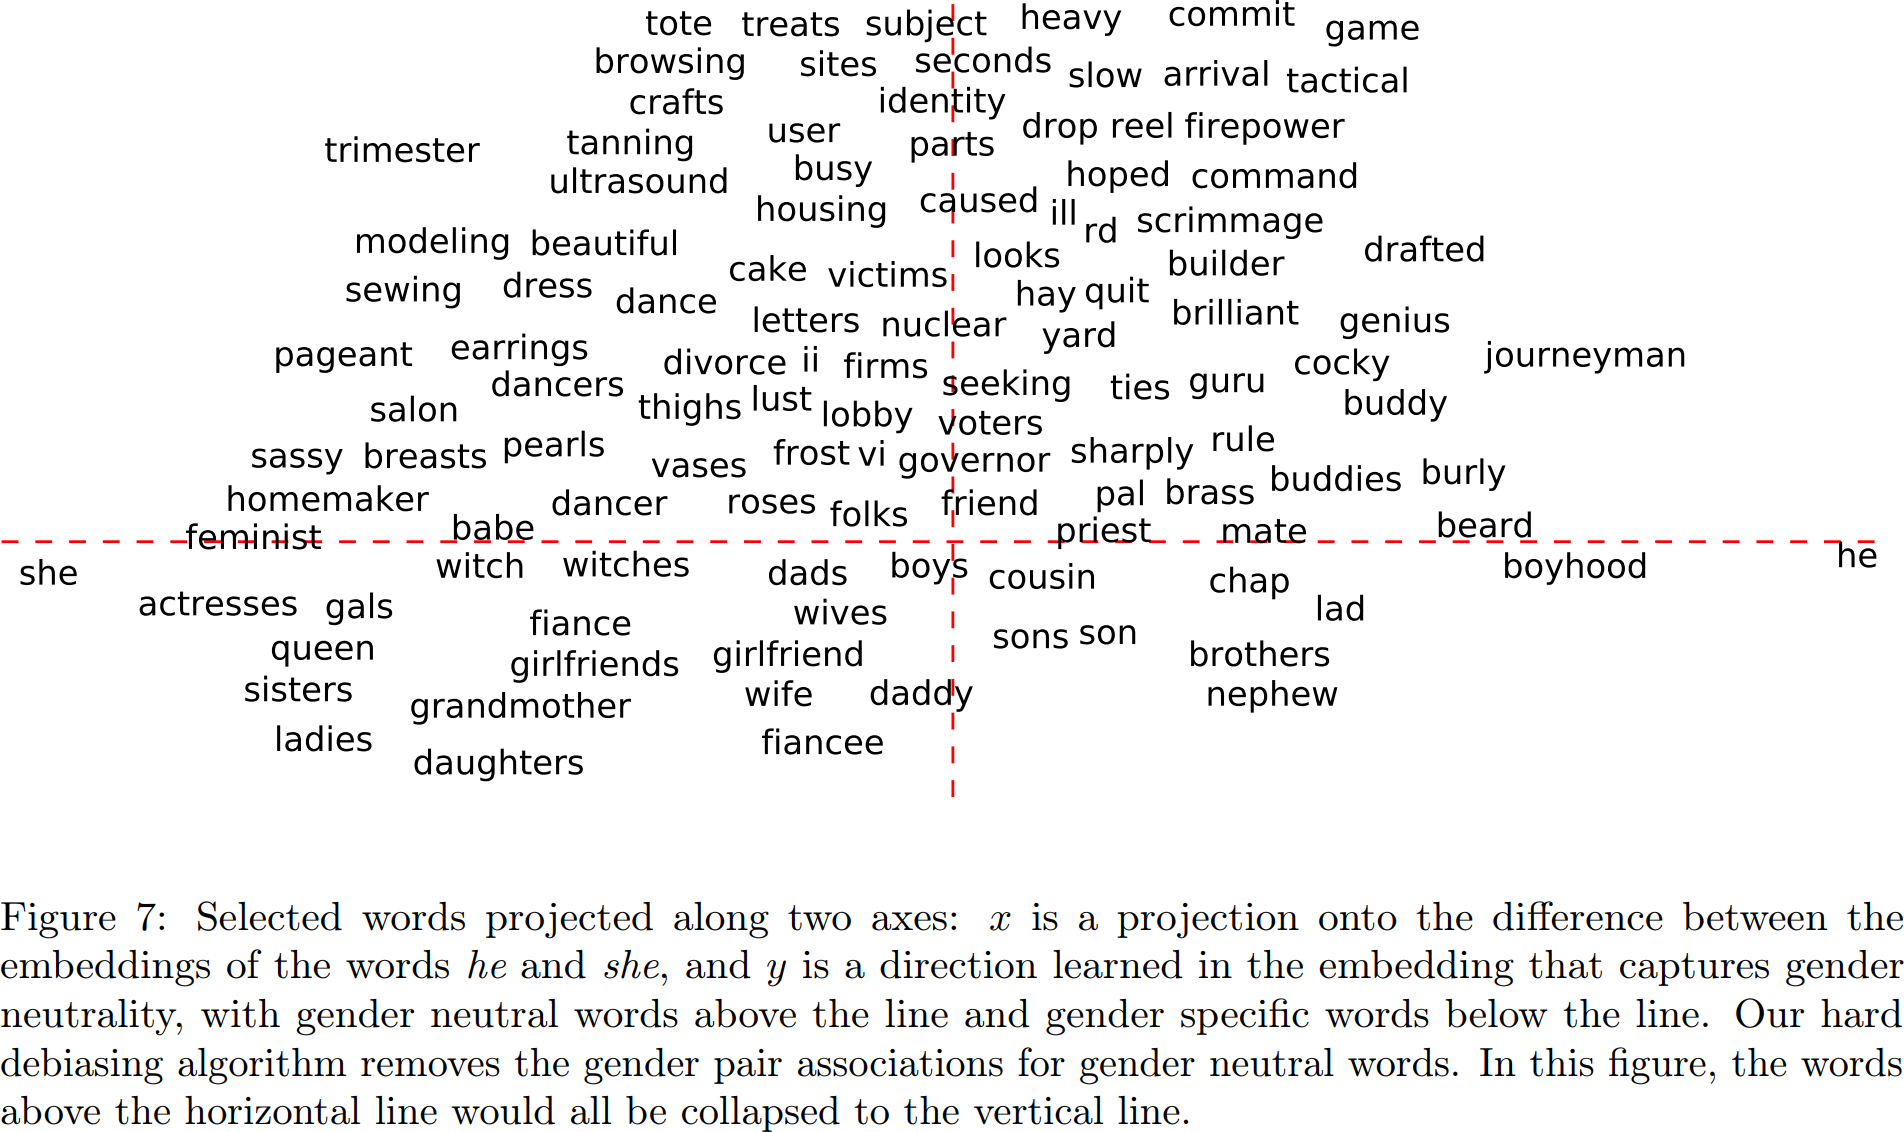 tote treats subject heavy commit game
browsing sites seconds slow arrival tactical
crafts identity
trimester tanning user parts drop reel firepower
ultrasound busy hoped command
housing caused ill rd scrimmage
modeling beautiful looks builder drafted
sewing dress dance cake victims hay quit
letters nuclear yard brilliant genius
pageant earrings divorce ii firms cocky journeyman
dancers seeking ties guru
salon thighs lust lobby voters buddy
sassy breasts pearls vases frost vi governor sharply rule
homemaker dancer roses folks friend pal brass buddies burly
feminist babe priest mate beard
she witch witches dads boys cousin chap boyhood he
actresses gals fiance wives lad
queen girlfriends girlfriend sons son brothers
sisters grandmother wife daddy nephew
ladies daughters fiancee
Figure 7: Selected words projected along two axes: x is a projection onto the difference between the
embeddings of the words he and she, and y is a direction learned in the embedding that captures gender
neutrality, with gender neutral words above the line and gender specific words below the line. Our hard
debiasing algorithm removes the gender pair associations for gender neutral words. In this figure, the words
above the horizontal line would all be collapsed to the vertical line.